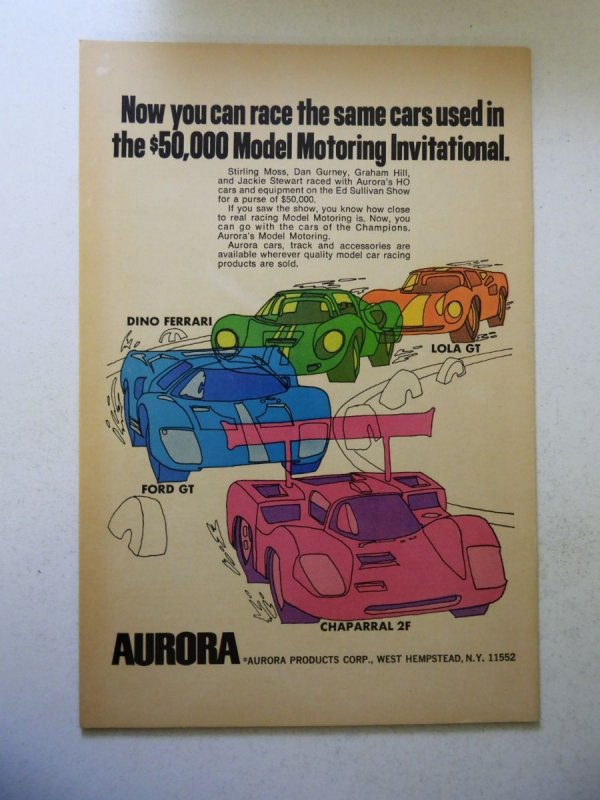 Now you can race the same cars used in
the $50,000 Model Motoring Invitational.
Stirling Moss, Dan Gurney, Graham Hill,
and Jackie Stewart raced with Aurora's HO
cars and equipment on the Ed Sullivan Show
for a purse of $50,000.
If you saw the show, you know how close
to real racing Model Motoring is. Now, you
can go with the cars of the Champions.
Aurora's Model Motoring.
Aurora cars, track and accessories are
available wherever quality model car racing
products are sold.
DINO FERRARI
LOLA GT
FORD GT
CHAPARRAL 2F
AURORA ®AURORA PRODUCTS CORP., WEST HEMPSTEAD, N.Y. 11552